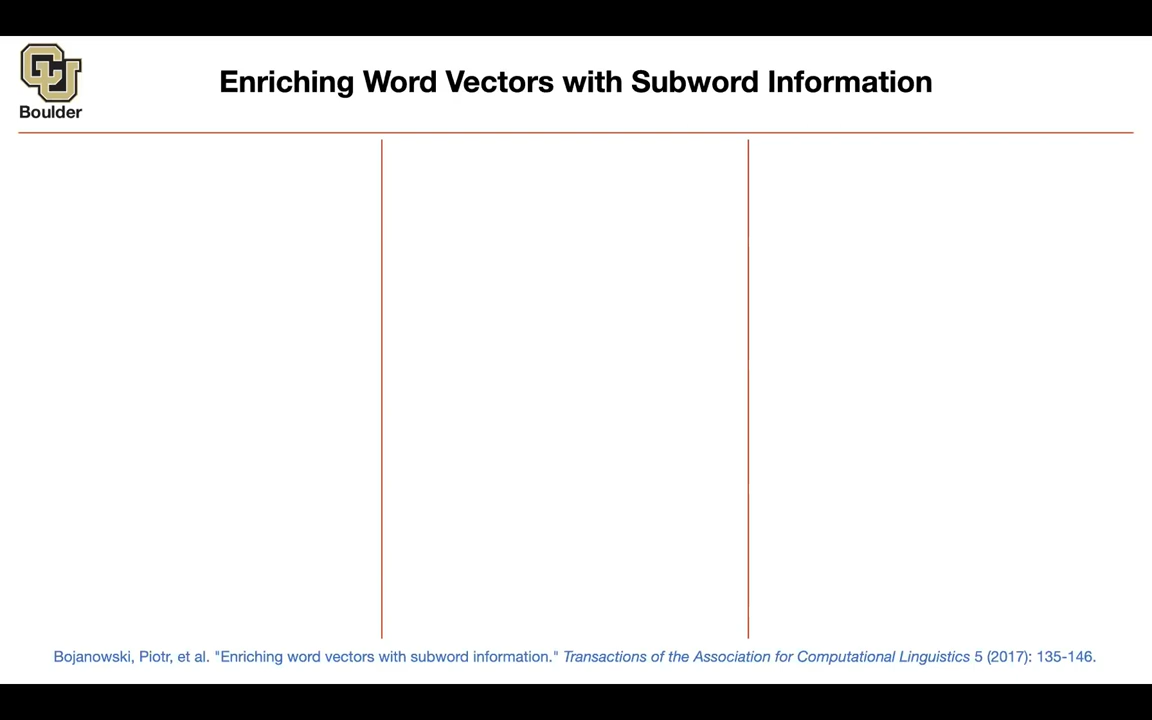 Boulder
Enriching Word Vectors with Subword Information
Bojanowski, Piotr, et al. "Enriching word vectors with subword information." Transactions of the Association for Computational Linguistics 5 (2017): 135-146.